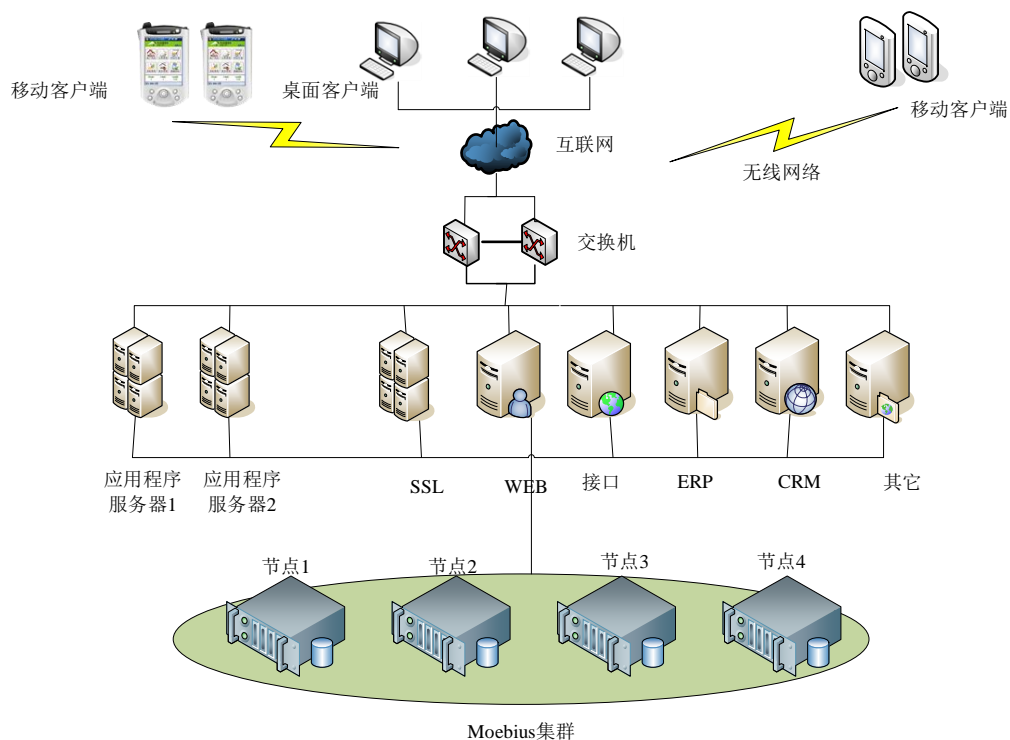 移动客户端
桌面客户端
移动客户端
互联网
无线网络
交换机
应用程序
服务器1
应用程序
服务器2
SSL
WEB
接口
ERP
CRM
其它
节点1
节点2
节点3
节点4
Moebius集群